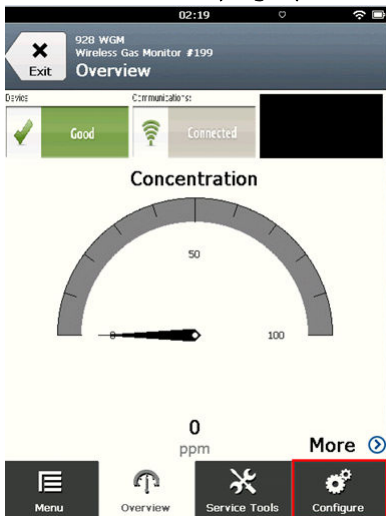 02:19
928 WGM
Wireless Gas Monitor #199
Exit
Overview
Device
Communications:
Good
Connected
Concentration
50
0
100
0
ppm
More
Menu
Overview
Service Tools
Configure